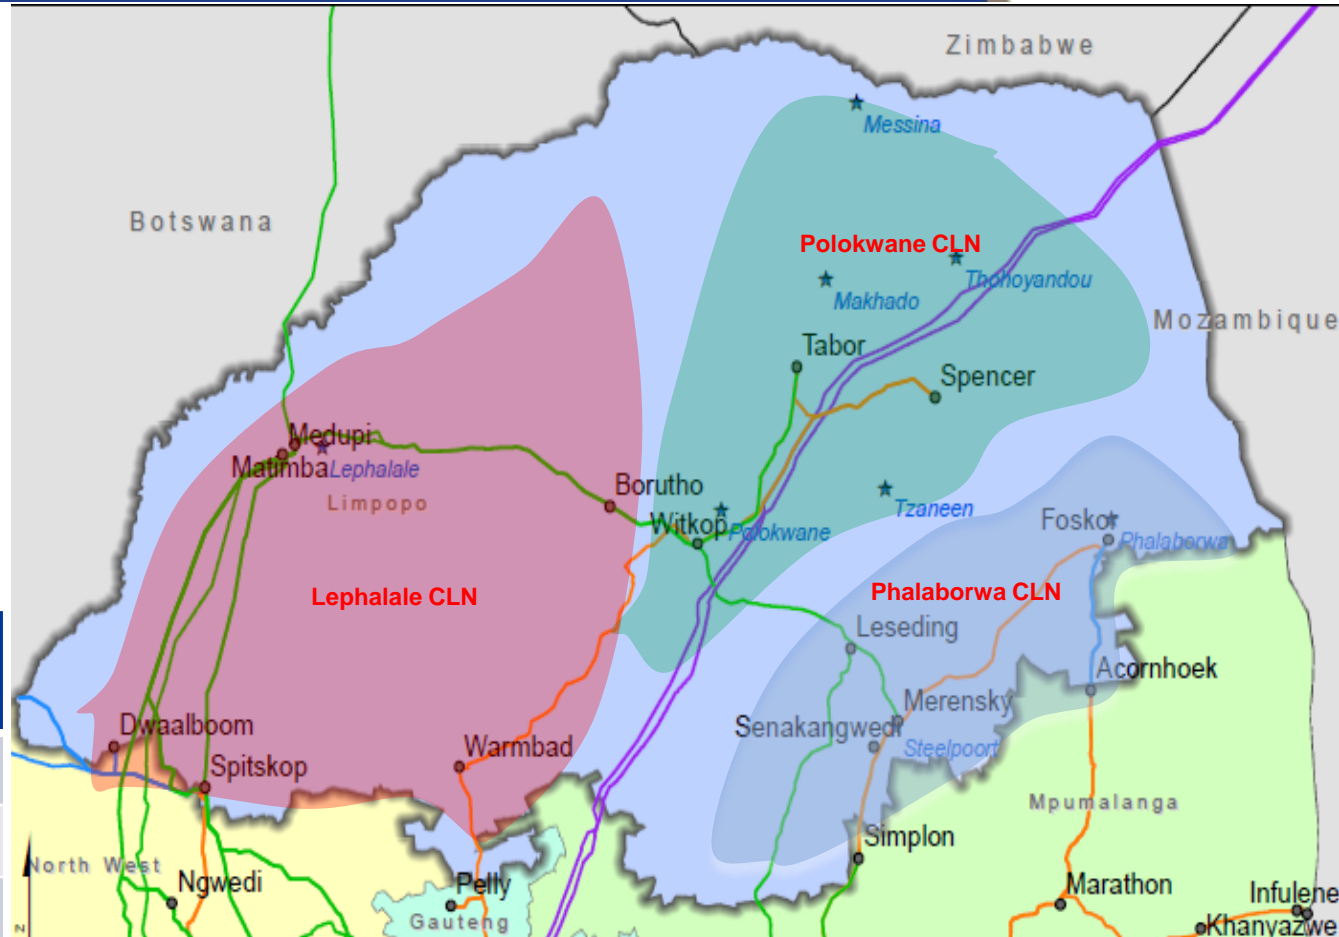 Zimbabwe
Messina
Botswana
Polokwane CLN
Thohoyandou
Makhado
Mozambique
Tabor
Spencer
Medupi
Matimba
Lephalale
Limpopo
Borutho
Tzaneen
Witkop
Polokwane
Foskor
Phalaborwa
Lephalale CLN
Phalaborwa CLN
Leseding
Acornhoek
Merensky
Dwaalboom
Senakangwedi
Steelpoort
Warmbad
Spitskop
Mpumalanga
Simplon
North West
Ngwedi
Pelly
Marathon
Infulene
Gauteng
Khanyazwe
N